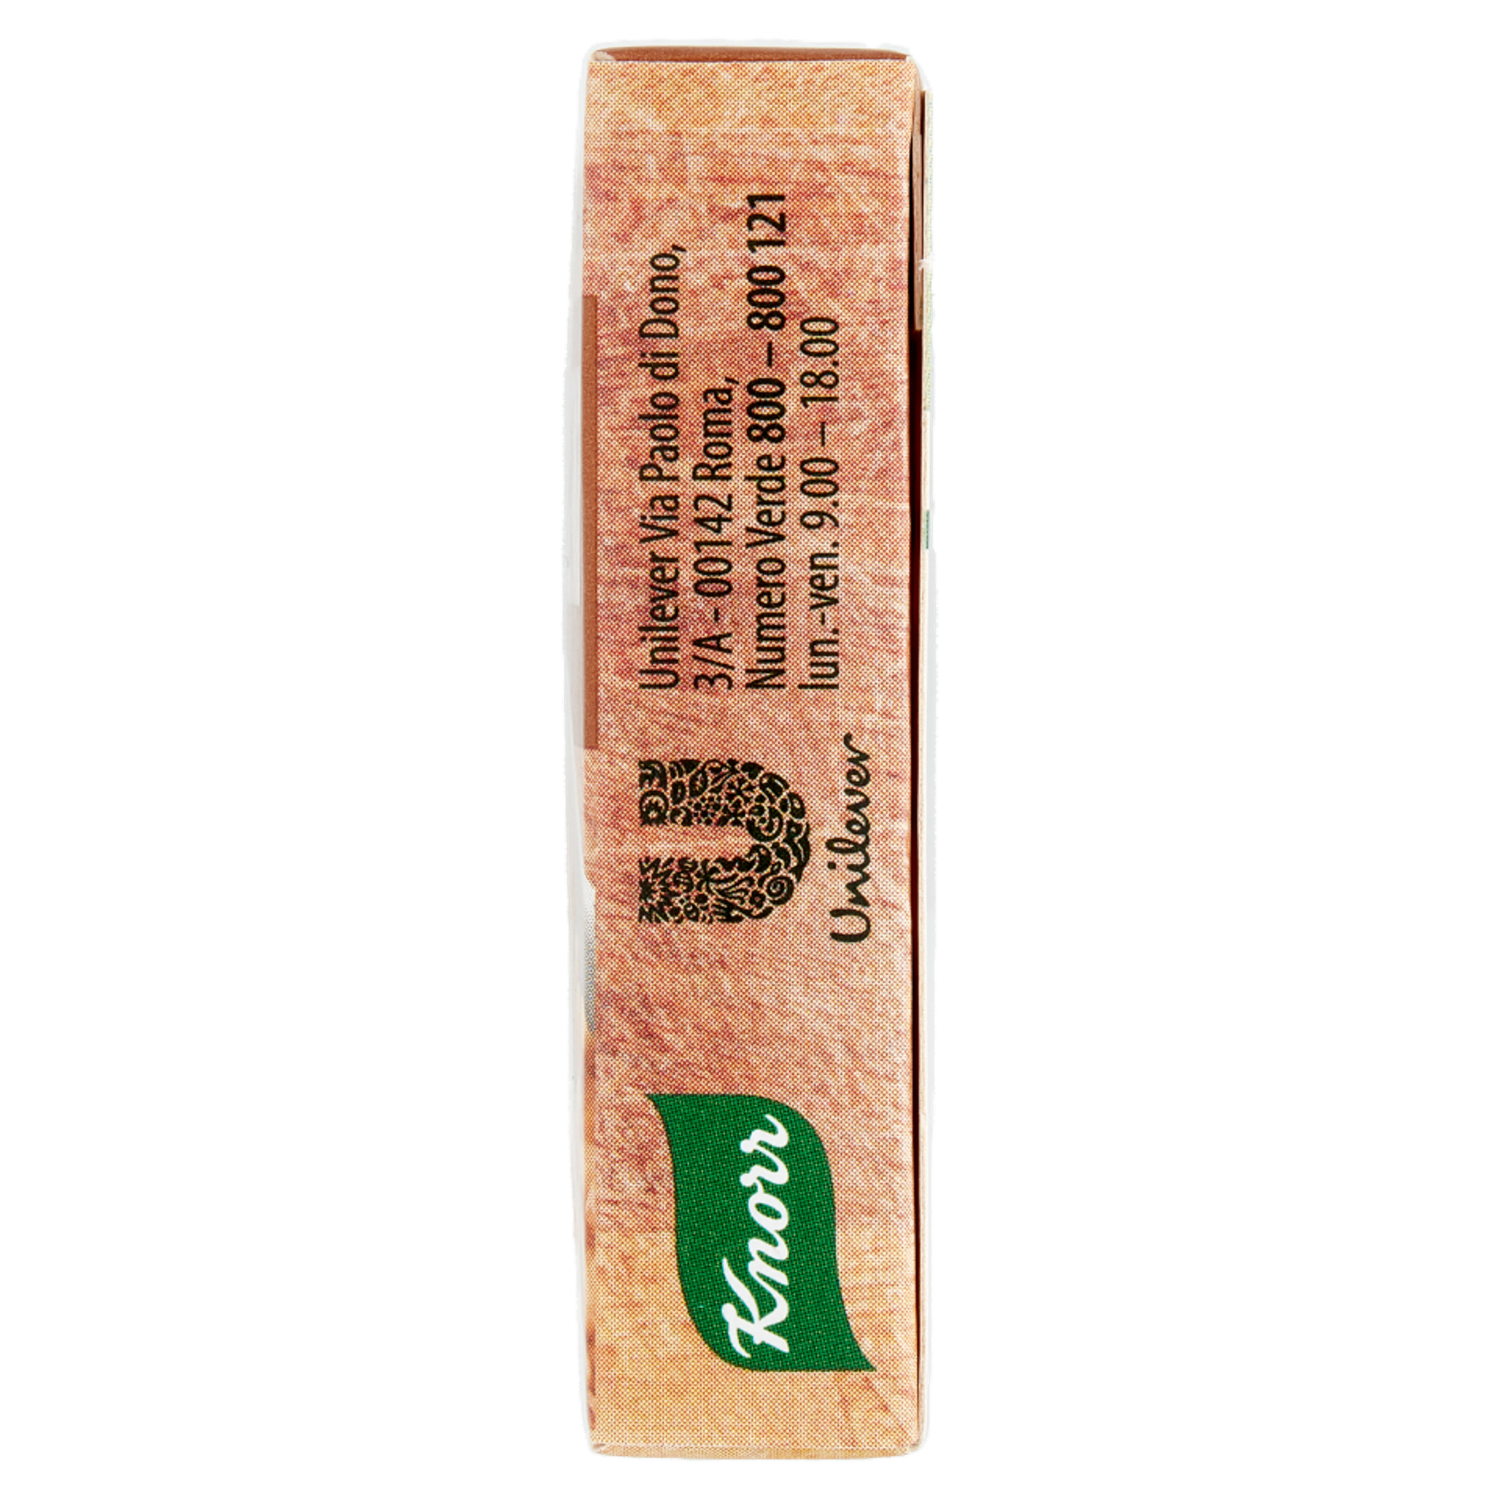 Knorr
Unilever
Unilever Via Paolo di Dono,
3/A - 00142 Roma,
Numero Verde 800 – 800 121
lun.-ven. 9.00 – 18.00